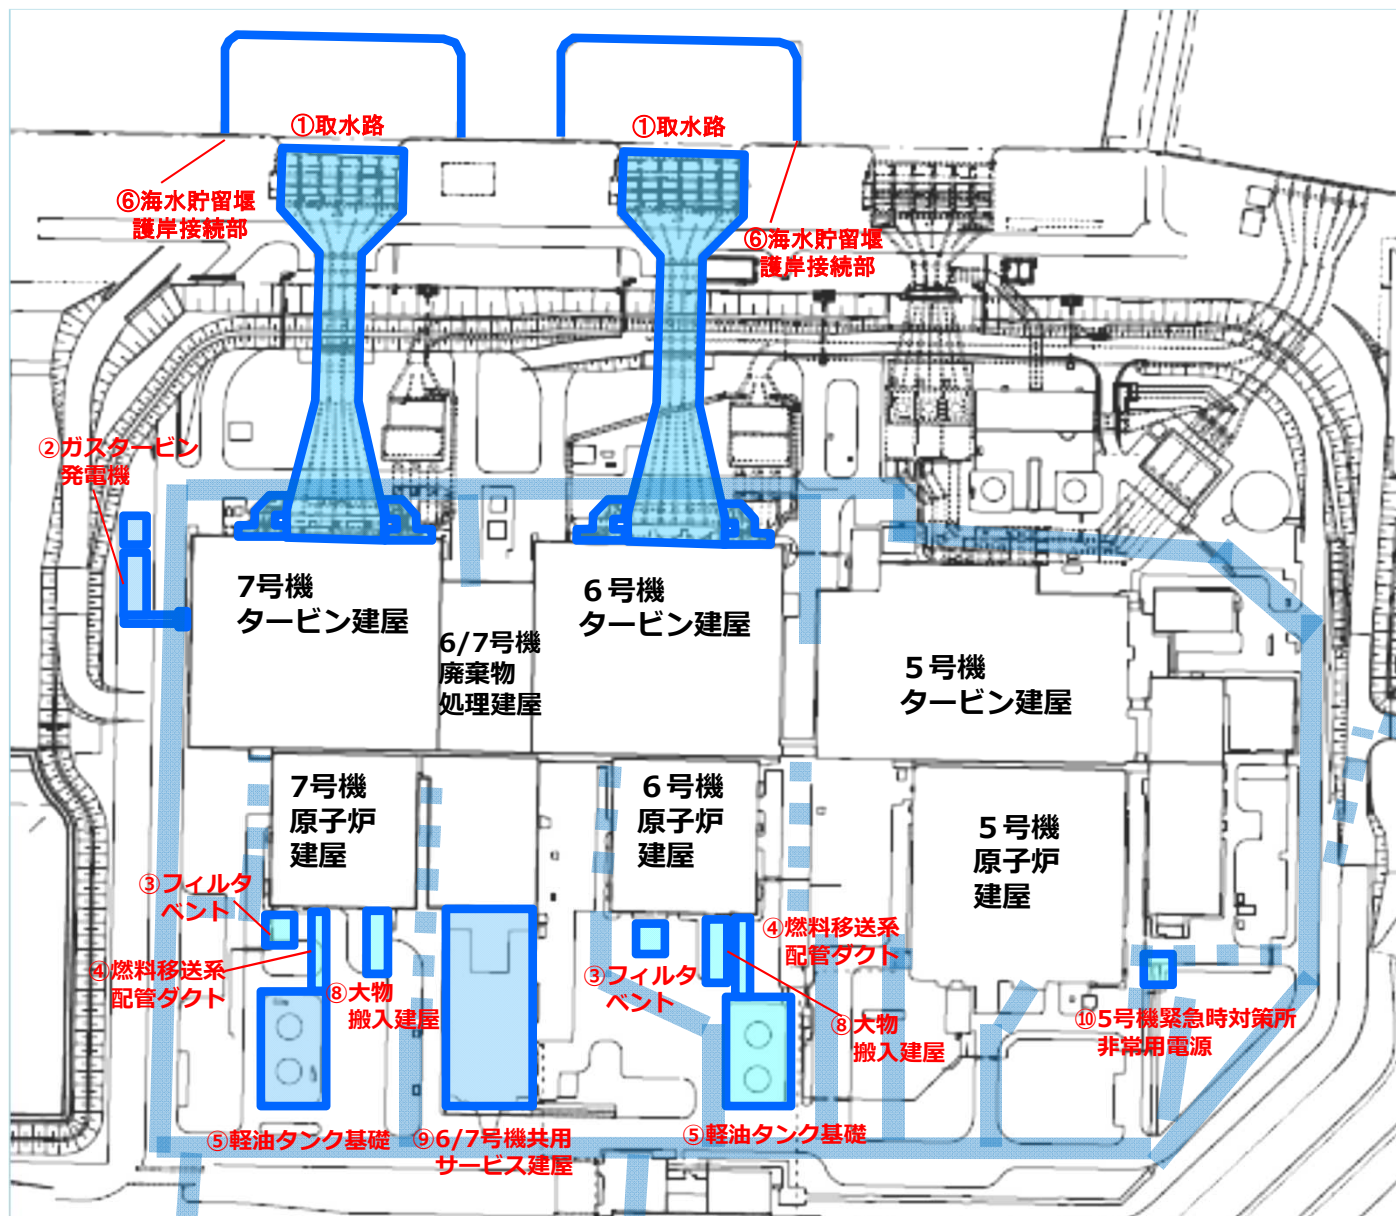 ①取水路
①取水路
⑥海水貯留堰
護岸接続部
⑥海水貯留堰
護岸接続部
②ガスタービン
発電機
7号機
タービン建屋
6/7号機
廃棄物
処理建屋
６号機
タービン建屋
５号機
タービン建屋
7号機
原子炉
建屋
６号機
原子炉
建屋
５号機
原子炉
建屋
③フィルタ
ベント
④燃料移送系
配管ダクト
⑧大物
搬入建屋
③フィルタ
ベント
④燃料移送系
配管ダクト
⑧大物
搬入建屋
⑩5号機緊急時対策所
非常用電源
⑤軽油タンク基礎
⑨6/7号機共用
サービス建屋
⑤軽油タンク基礎